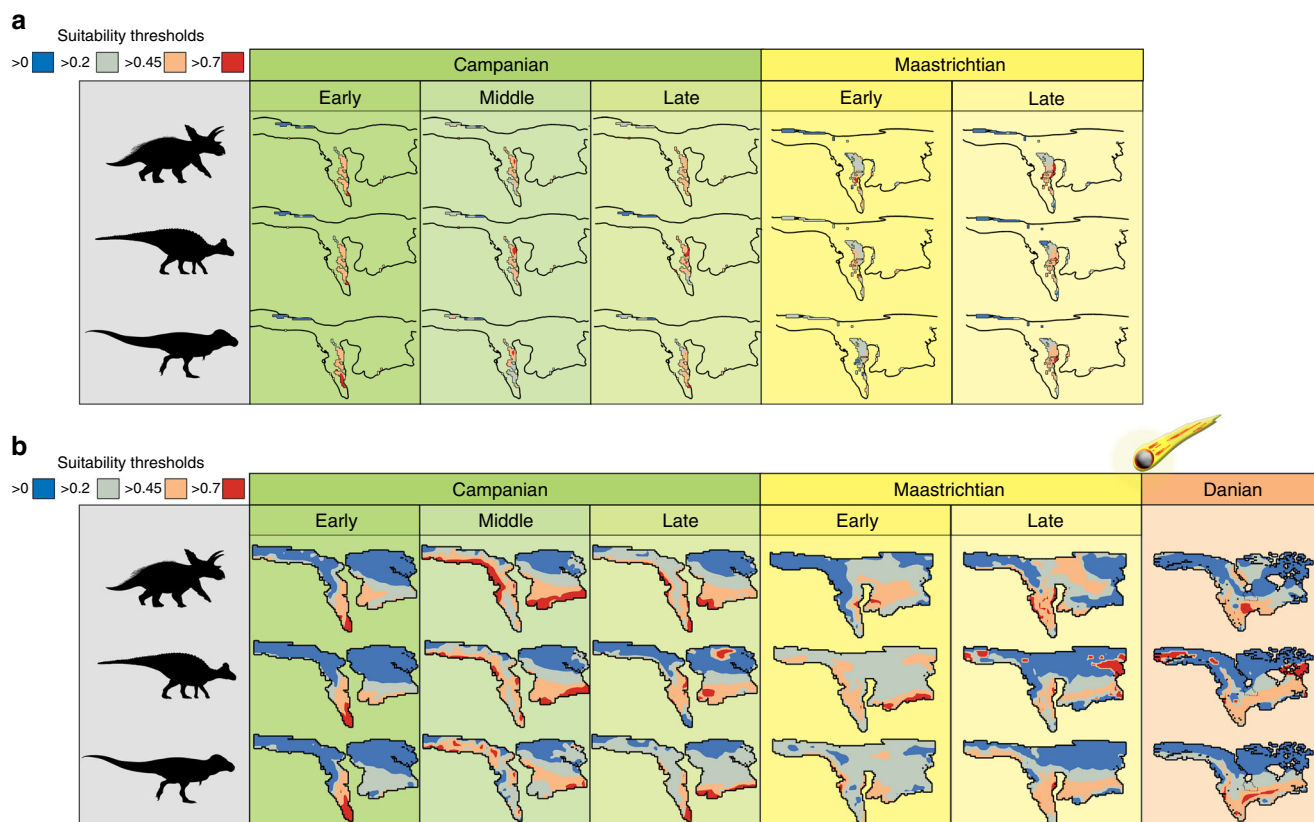 a
Suitability thresholds
>0 >0.2 >0.45 >0.7
Campanian Maastrichtian
Early Middle Late Early Late
b
Suitability thresholds
>0 >0.2 >0.45 >0.7
Campanian Maastrichtian Danian
Early Middle Late Early Late